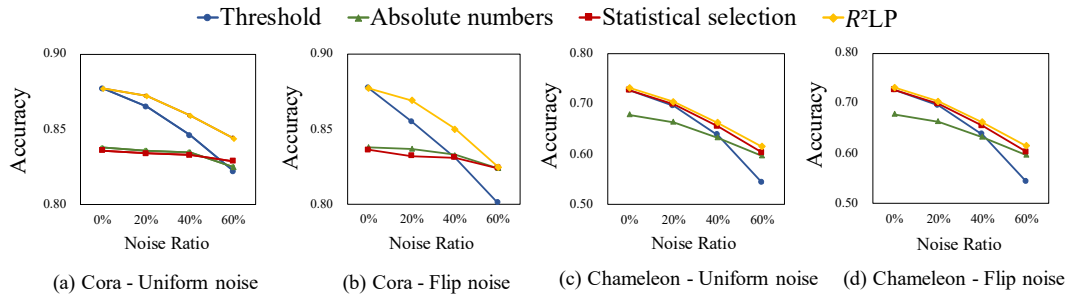 Threshold Absolute numbers Statistical selection R²LP
0.90 0.90 0.80 0.80
Accuracy Accuracy Accuracy Accuracy
0.70 0.70
0.85 0.85
0.60 0.60
0.80 0.80 0.50 0.50
0% 20% 40% 60% 0% 20% 40% 60% 0% 20% 40% 60% 0% 20% 40% 60%
Noise Ratio Noise Ratio Noise Ratio Noise Ratio
(a) Cora - Uniform noise (b) Cora - Flip noise (c) Chameleon - Uniform noise (d) Chameleon - Flip noise